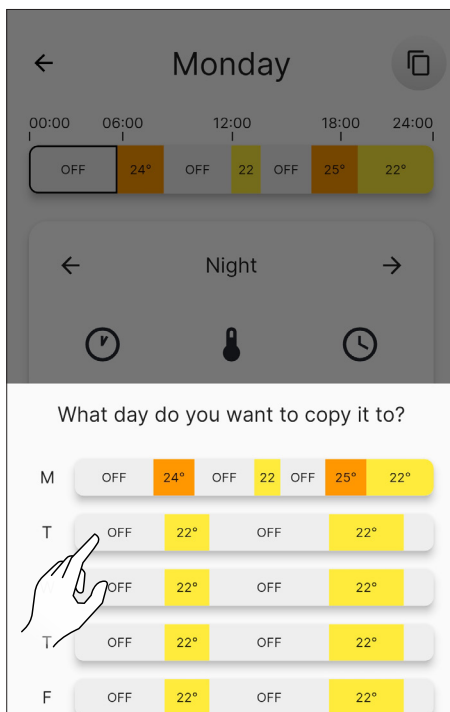 Monday
00:00 06:00 12:00 18:00 24:00
OFF 24° OFF 22 OFF 25° 22°
Night
What day do you want to copy it to?
M OFF 24° OFF 22 OFF 25° 22°
T OFF 22° OFF 22°
OFF 22° OFF 22°
T OFF 22° OFF 22°
F OFF 22° OFF 22°